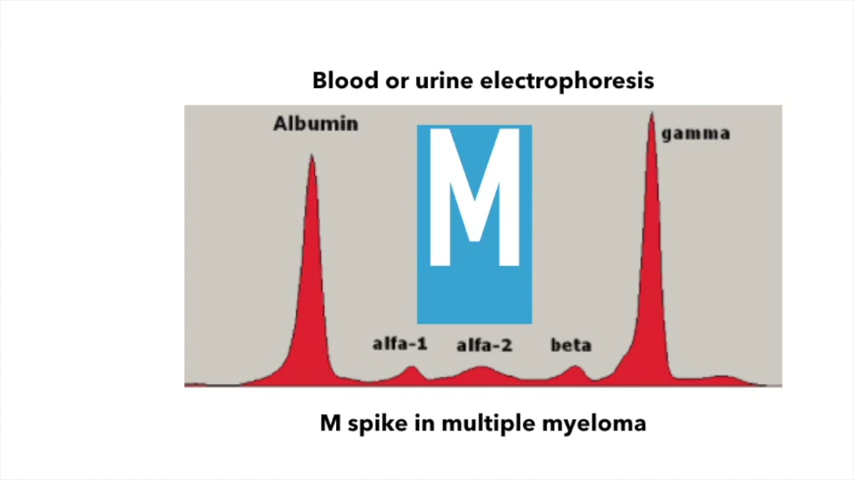 Blood or urine electrophoresis
Albumin
M
gamma
alfa-1 alfa-2 beta
M spike in multiple myeloma